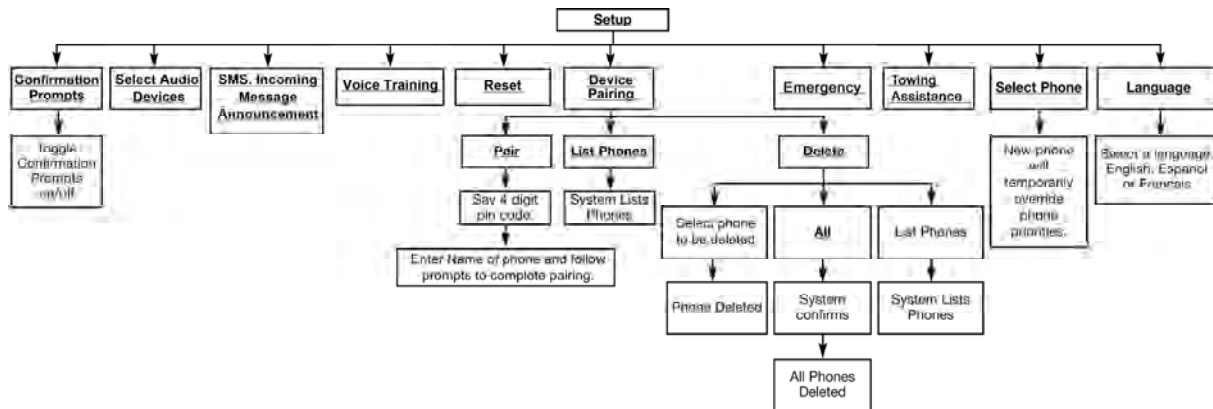 Setup
Confirmation
Prompts
Select Audio
Devices
SMS. Incoming
Message
Announcement
Voice Training
Reset
Device
Pairing
Emergency
Towing
Assistance
Select Phone
Language
Toggle
Confirmation
Prompts
on/off.
Pair
List Phones
Delete
New phone
will
temporarily
override
phone
priorities.
Select a language:
English, Espanol
or Francais
Say 4 digit
pin code.
System Lists
Phones
Select phone
to be deleted
All
List Phones
Enter Name of phone and follow
prompts to complete pairing.
Phone Deleted
System
confirms
System Lists
Phones
All Phones
Deleted